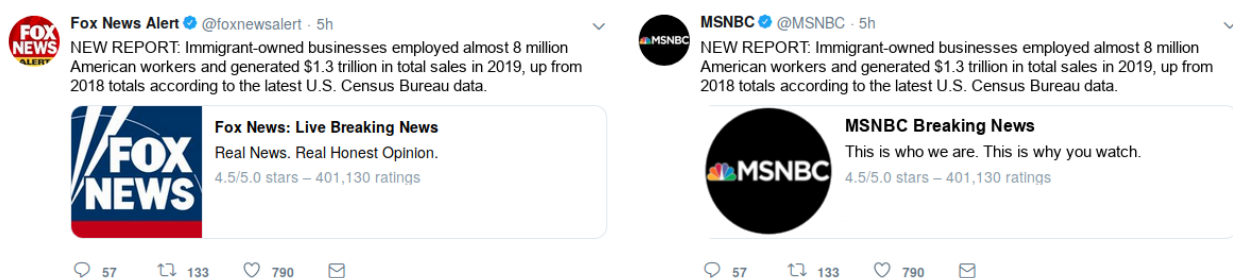 FOX
NEWS
ALERT
Fox News Alert @foxnewsalert · 5h
NEW REPORT: Immigrant-owned businesses employed almost 8 million
American workers and generated $1.3 trillion in total sales in 2019, up from
2018 totals according to the latest U.S. Census Bureau data.
FOX
NEWS
Fox News: Live Breaking News
Real News. Real Honest Opinion.
4.5/5.0 stars – 401,130 ratings
57 133 790
MSNBC
MSNBC @MSNBC · 5h
NEW REPORT: Immigrant-owned businesses employed almost 8 million
American workers and generated $1.3 trillion in total sales in 2019, up from
2018 totals according to the latest U.S. Census Bureau data.
MSNBC
MSNBC Breaking News
This is who we are. This is why you watch.
4.5/5.0 stars – 401,130 ratings
57 133 790